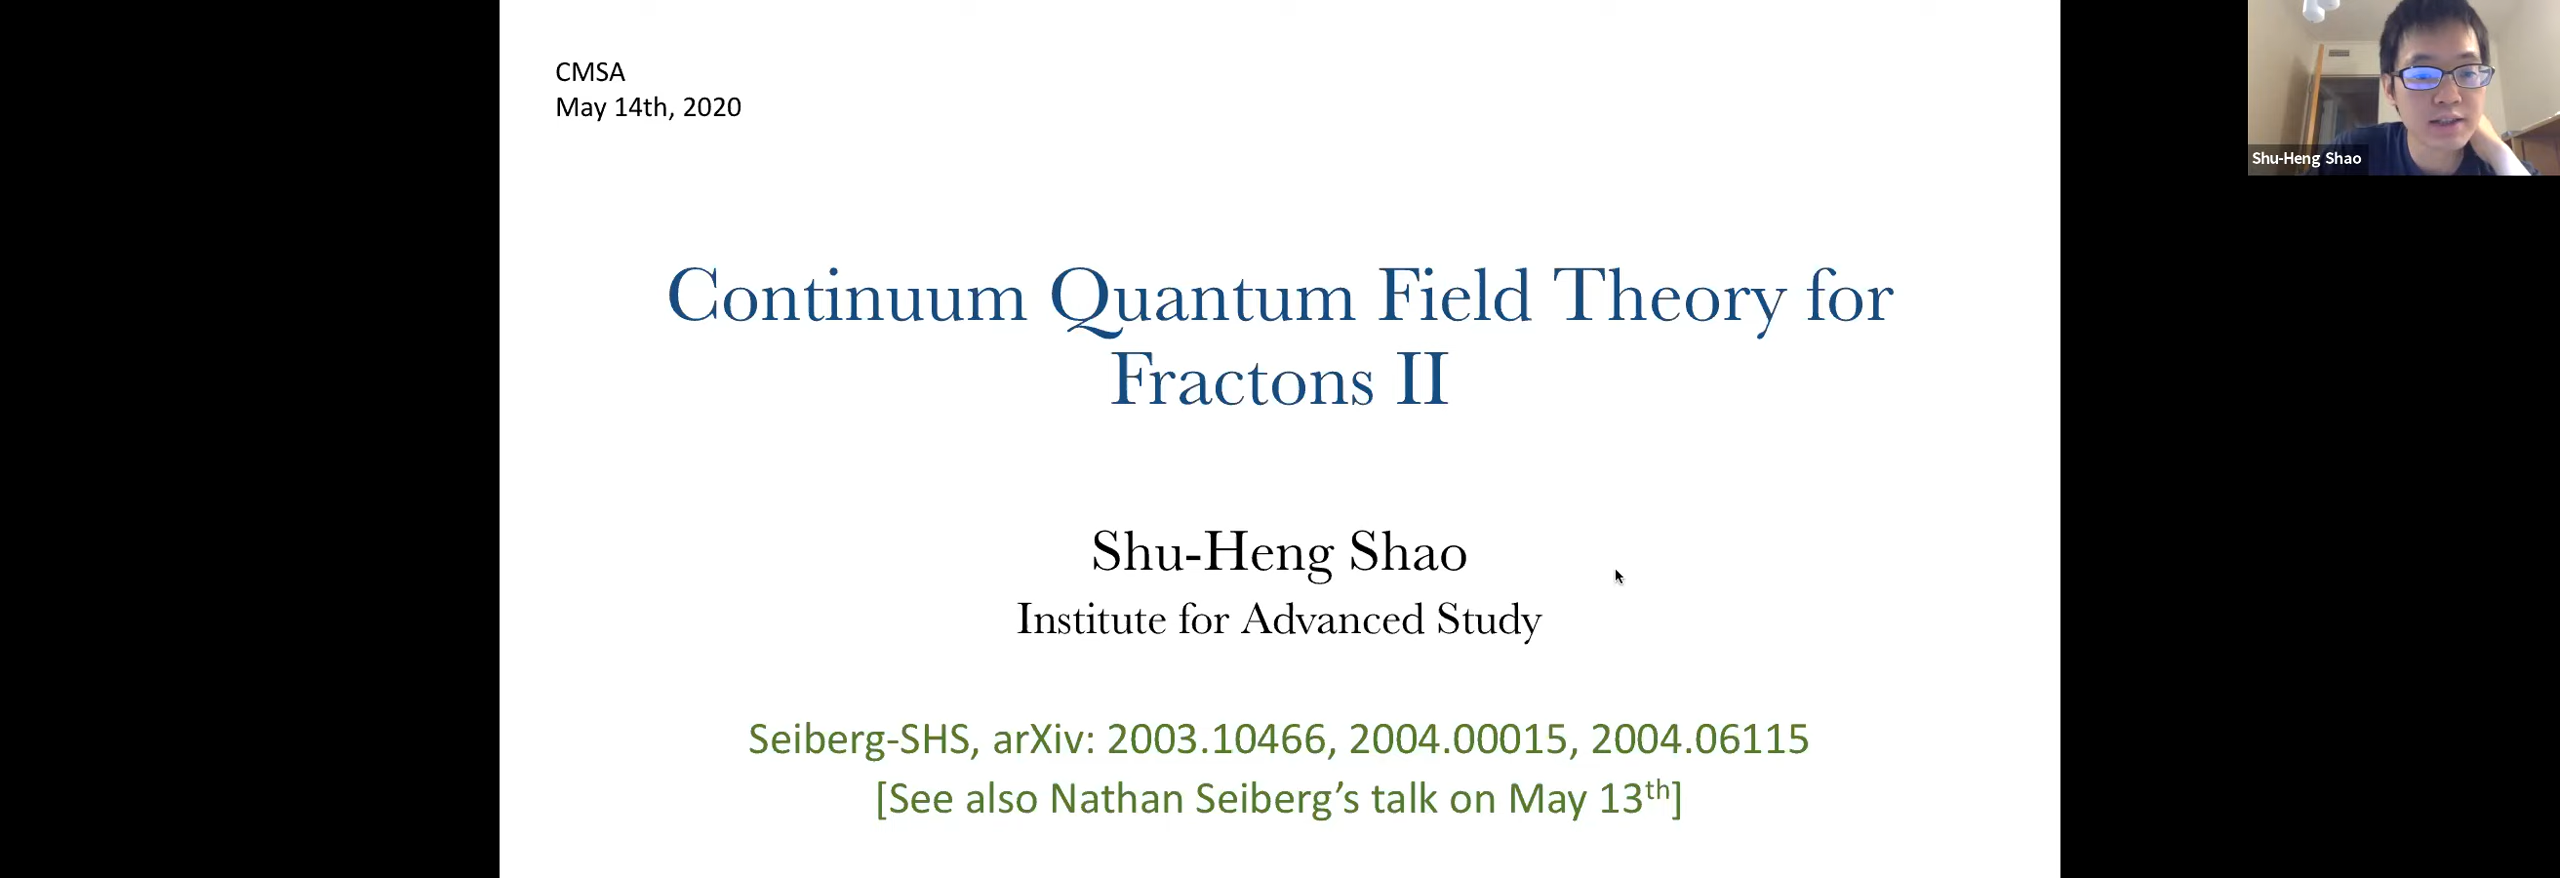 CMSA
May 14th, 2020
Shu-Heng Shao
Continuum Quantum Field Theory for
Fractons II
Shu-Heng Shao
Institute for Advanced Study
Seiberg-SHS, arXiv: 2003.10466, 2004.00015, 2004.06115
[See also Nathan Seiberg’s talk on May 13th]